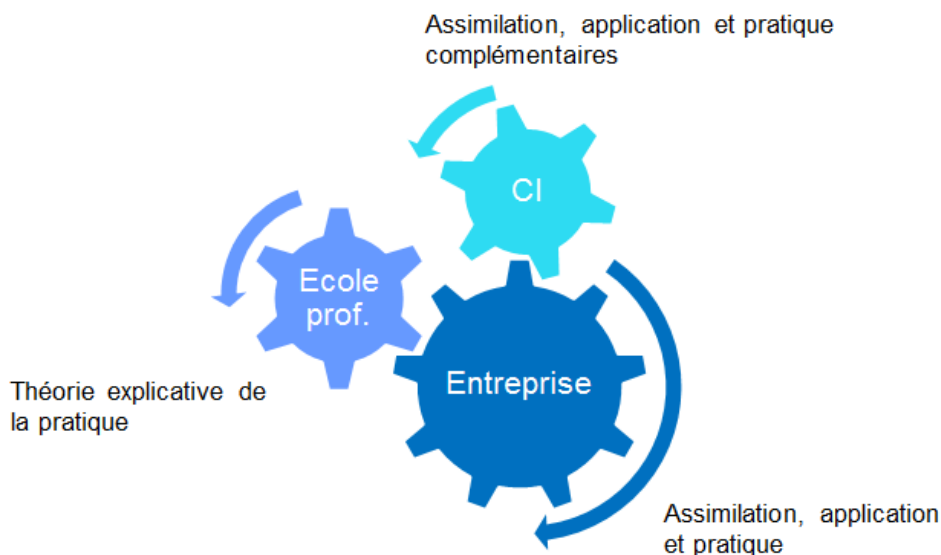 Assimilation, application et pratique
complémentaires
CI
Ecole
prof.
Entreprise
Théorie explicative de
la pratique
Assimilation, application
et pratique